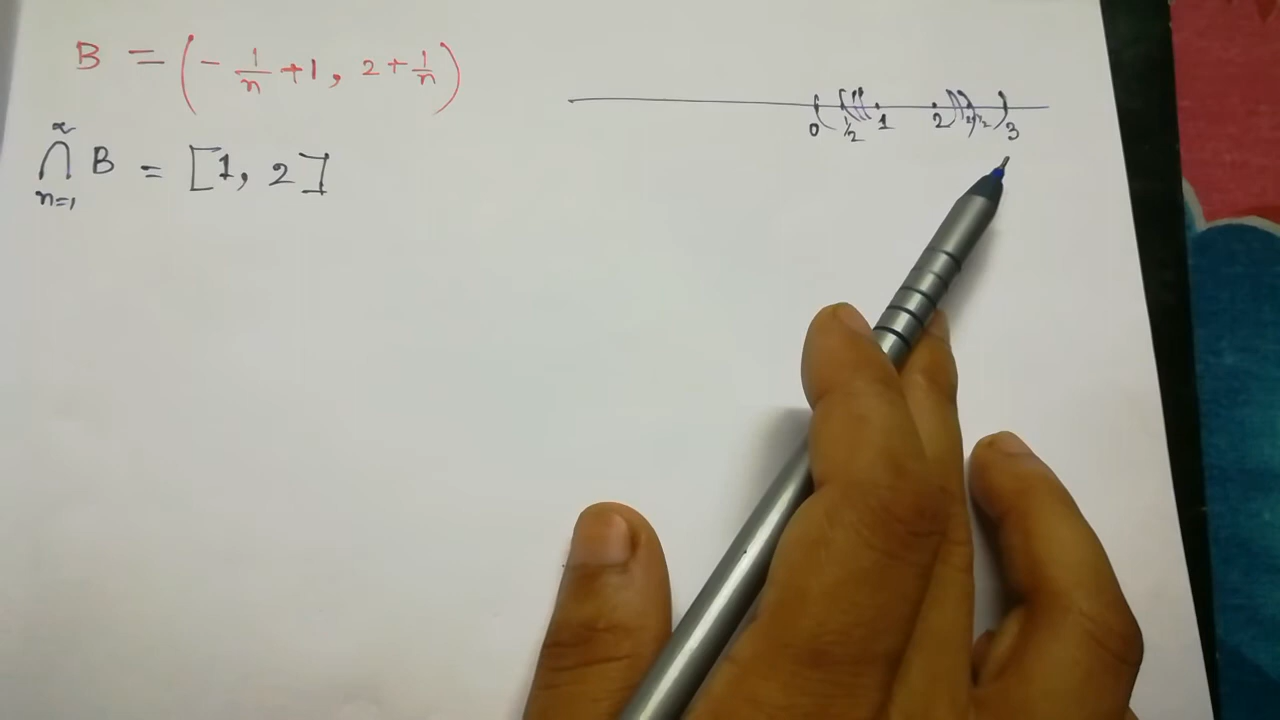 B = (- 1/n + 1, 2 + 1/n)
∞
∩ B = [1, 2]
n=1
0 1/2 1 2 3